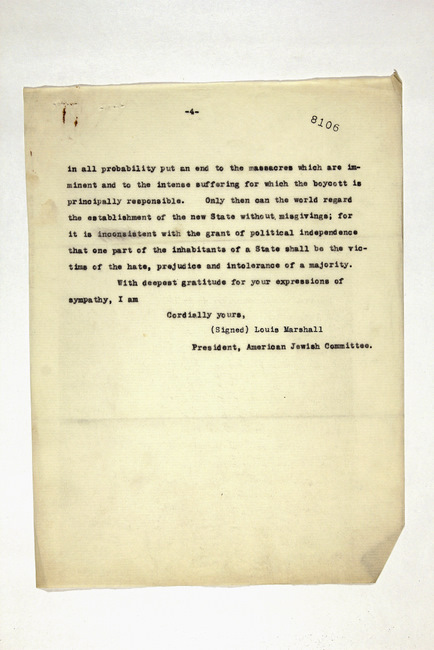 -4-
8106
in all probability put an end to the massacres which are im-
minent and to the intense suffering for which the boycott is
principally responsible. Only then can the world regard
the establishment of the new State without misgivings; for
it is inconsistent with the grant of political independence
that one part of the inhabitants of a State shall be the vic-
tims of the hate, prejudice and intolerance of a majority.
With deepest gratitude for your expressions of
sympathy, I am
Cordially yours,
(Signed) Louis Marshall
President, American Jewish Committee.